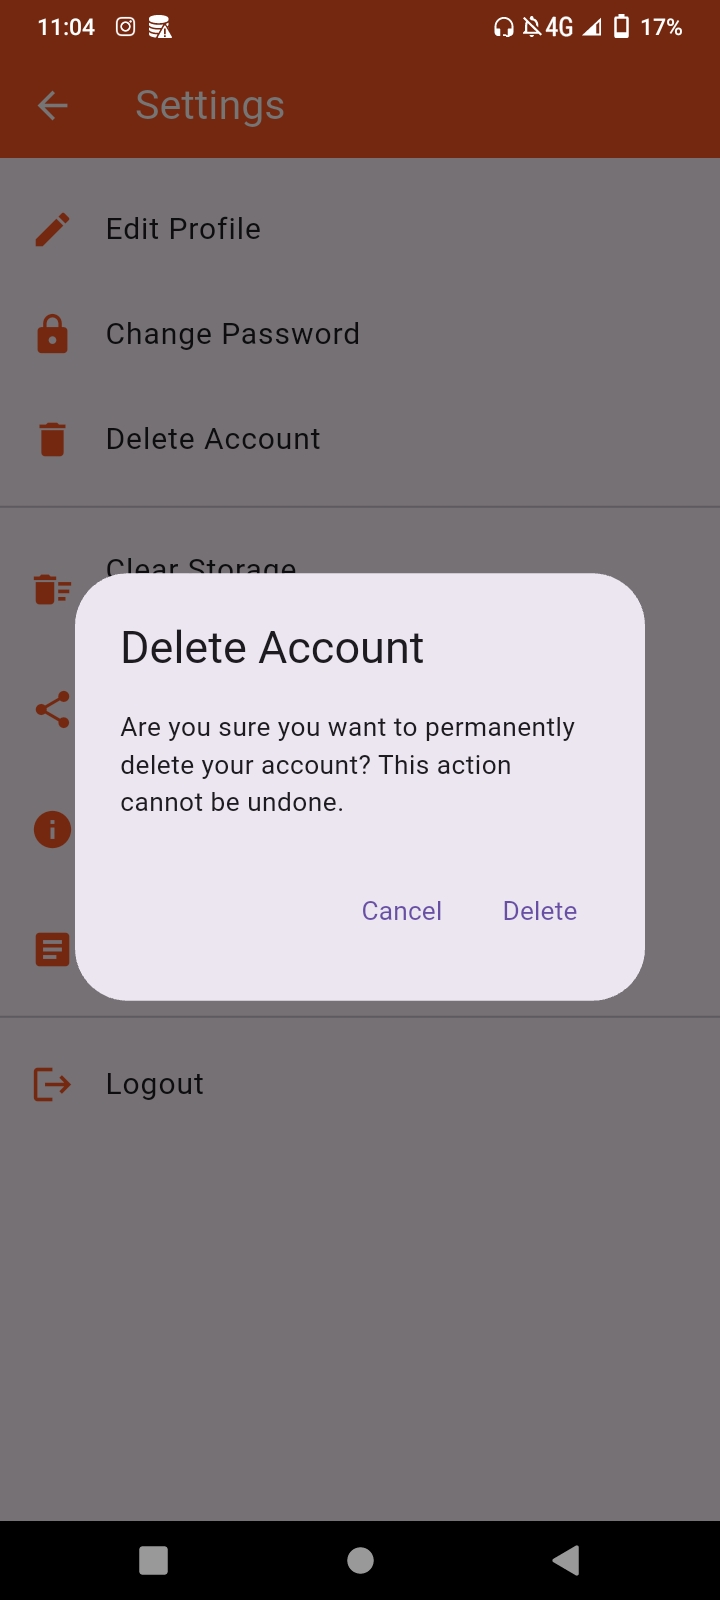 11:04
4G
17%
Settings
Edit Profile
Change Password
Delete Account
Clear Storage
Delete Account
Are you sure you want to permanently
delete your account? This action
cannot be undone.
Cancel Delete
Logout